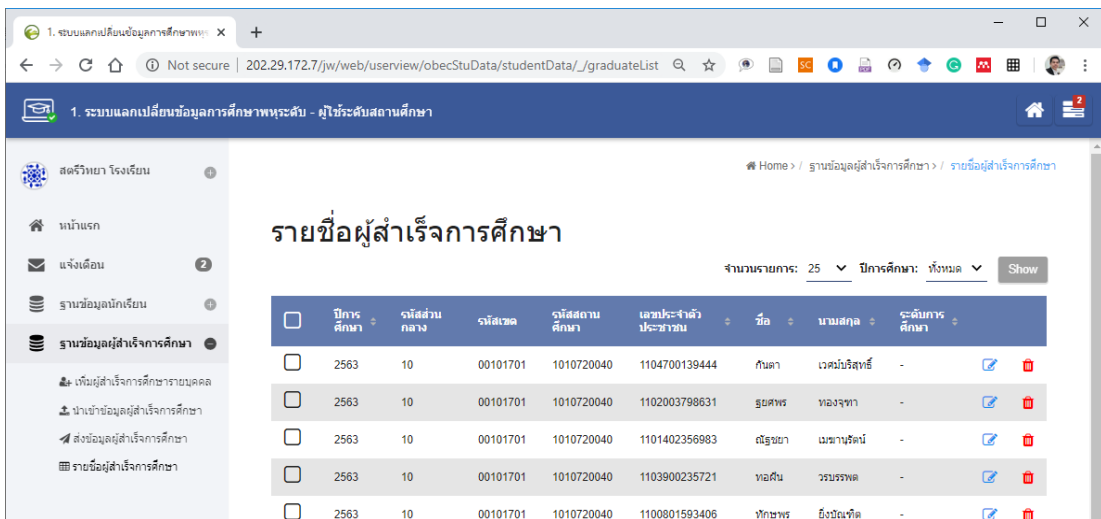 1. ระบบแลกเปลี่ยนข้อมูลการศึกษาพหุระ
Not secure | 202.29.172.7/jw/web/userview/obecStuData/studentData/_/graduateList
1. ระบบแลกเปลี่ยนข้อมูลการศึกษาพหุระดับ - ผู้ใช้ระดับสถานศึกษา
2
สตรีวิทยา โรงเรียน
Home > / ฐานข้อมูลผู้สำเร็จการศึกษา > / รายชื่อผู้สำเร็จการศึกษา
หน้าแรก
แจ้งเตือน 2
ฐานข้อมูลนักเรียน
ฐานข้อมูลผู้สำเร็จการศึกษา
เพิ่มผู้สำเร็จการศึกษารายบุคคล
นำเข้าข้อมูลผู้สำเร็จการศึกษา
ส่งข้อมูลผู้สำเร็จการศึกษา
รายชื่อผู้สำเร็จการศึกษา
รายชื่อผู้สำเร็จการศึกษา
จำนวนรายการ: 25 ปีการศึกษา: ทั้งหมด Show
ปีการศึกษา รหัสส่วนกลาง รหัสเขต รหัสสถานศึกษา เลขประจำตัวประชาชน ชื่อ นามสกุล ระดับการศึกษา
2563 10 00101701 1010720040 1104700139444 กันตา เวศม์บริสุทธิ์ -
2563 10 00101701 1010720040 1102003798631 ฐยศพร ทองจุฑา -
2563 10 00101701 1010720040 1101402356983 ณัฐชยา เมฆานุรัตน์ -
2563 10 00101701 1010720040 1103900235721 ทอฝัน วรบรรพต -
2563 10 00101701 1010720040 1100801593406 ทักษพร ยิ่งบัณฑิต -